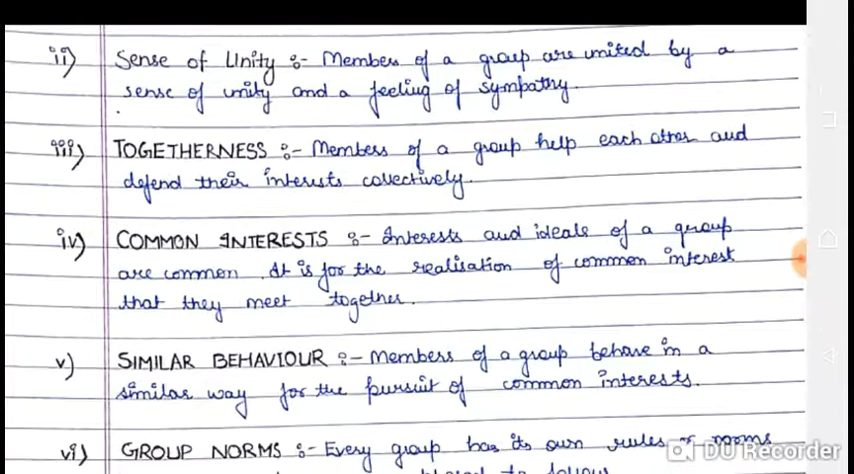 ii) Sense of Unity :- Members of a group are united by a
sense of unity and a feeling of sympathy.
iii) TOGETHERNESS :- Members of a group help each other and
defend their interests collectively.
iv) COMMON INTERESTS :- Interests and ideals of a group
are common. It is for the realisation of common interest
that they meet together.
v) SIMILAR BEHAVIOUR :- Members of a group behave in a
similar way for the pursuit of common interests.
vi) GROUP NORMS :- Every group has its own rules or norms
to follow
DU Recorder